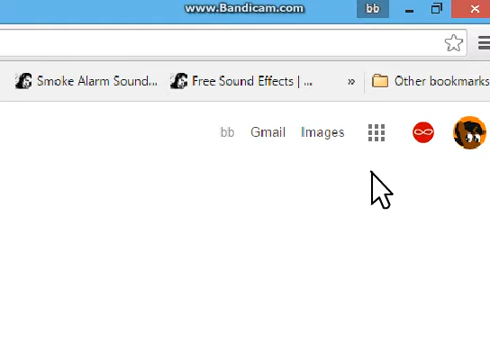 www.Bandicam.com bb
Smoke Alarm Sound... Free Sound Effects | ... » Other bookmarks
bb Gmail Images